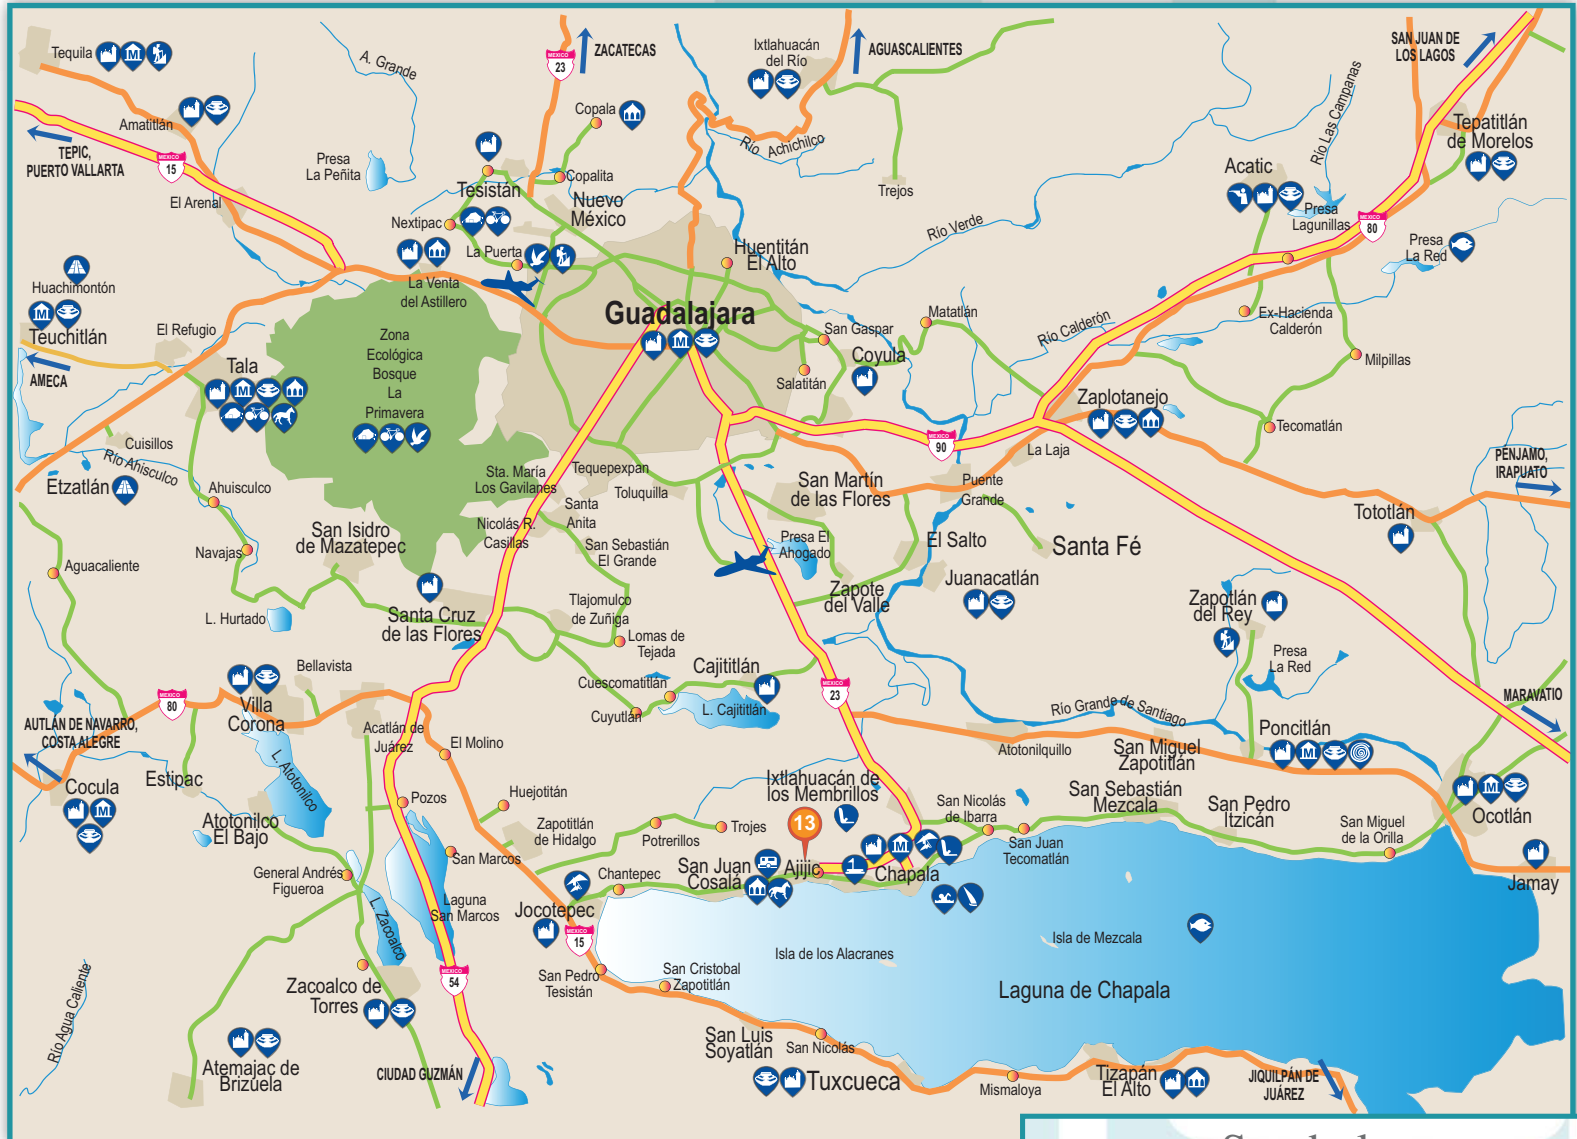 Tequila
A. Grande
MEXICO
23
ZACATECAS
Ixtlahuacán
del Río
AGUASCALIENTES
SAN JUAN DE
LOS LAGOS
Amatitlán
Copala
Río Las Campanas
Tepatitlán
de Morelos
TEPIC,
PUERTO VALLARTA
MEXICO
15
Presa
La Peñita
Copalita
Río Achichilco
Trejos
Acatic
El Arenal
Tesistán
Nuevo
México
Presa
Lagunillas
MEXICO
80
Nextipac
Río Verde
Presa
La Red
La Puerta
Huentitán
El Alto
Huachimontón
La Venta
del Astillero
Teuchitlán
El Refugio
Guadalajara
Matatlán
Río Calderón
Ex-Hacienda
Calderón
Zona
Ecológica
Bosque
La
Primavera
San Gaspar
Coyula
Milpillas
AMECA
Tala
Salatitán
Zaplotanejo
Tecomatlán
Cuisillos
Río Ahisculco
MEXICO
90
La Laja
PÉNJAMO,
IRAPUATO
Etzatlán
Ahuisculco
Sta. María
Los Gavilanes
Tequepexpan
Toluquilla
San Martín
de las Flores
Puente
Grande
Santa
Anita
Tototlán
San Isidro
de Mazatepec
Nicolás R.
Casillas
San Sebastián
El Grande
Presa El
Ahogado
El Salto
Santa Fé
Navajas
Aguacaliente
Juanacatlán
Zapote
del Valle
Zapotlán
del Rey
L. Hurtado
Santa Cruz
de las Flores
Tlajomulco
de Zuñiga
Lomas de
Tejada
Presa
La Red
Bellavista
Cajititlán
Cuescomatitlán
MEXICO
80
Villa
Corona
MEXICO
23
MARAVATIO
AUTLÁN DE NAVARRO,
COSTA ALEGRE
Cuyutlán
L. Cajititlán
Río Grande de Santiago
Acatlán de
Juárez
El Molino
Atotonilquillo
San Miguel
Zapotitlán
Poncitlán
Cocula
Estipac
L. Atotonilco
Ixtlahuacán de
los Membrillos
San Sebastián
Mezcala
Pozos
Huejotitán
San Nicolás
de Ibarra
San Pedro
Itzicán
Ocotlán
Atotonilco
El Bajo
Zapotitlán
de Hidalgo
Potrerillos
Trojes
13
San Juan
Tecomatlán
San Miguel
de la Orilla
San Marcos
General Andrés
Figueroa
Chantepec
San Juan
Cosalá
Ajijic
Chapala
Jamay
Laguna
San Marcos
Jocotepec
L. Zacoalco
MEXICO
15
Isla de Mezcala
Isla de los Alacranes
MEXICO
54
San Pedro
Tesistán
San Cristobal
Zapotitlán
Zacoalco de
Torres
Laguna de Chapala
Río Agua Caliente
San Luis
Soyatlán
San Nicolás
Atemajac de
Brizuela
CIUDAD GUZMÁN
Tuxcueca
Mismaloya
Tizapán
El Alto
JIQUILPÁN DE
JUÁREZ